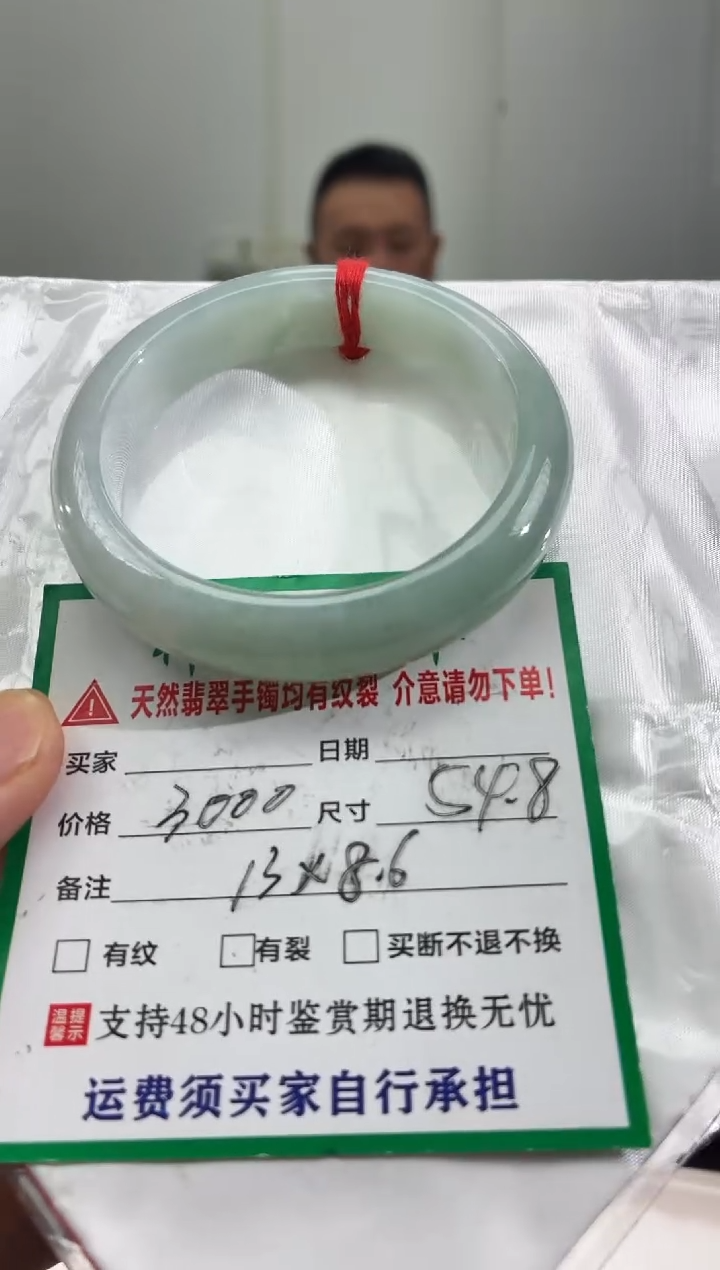 天然翡翠手镯均有纹裂 介意请勿下单!
买家 日期
价格 3000 尺寸 54.8
备注 13×8.6
有纹 有裂 买断不退不换
温馨提示 支持48小时鉴赏期退换无忧
运费须买家自行承担